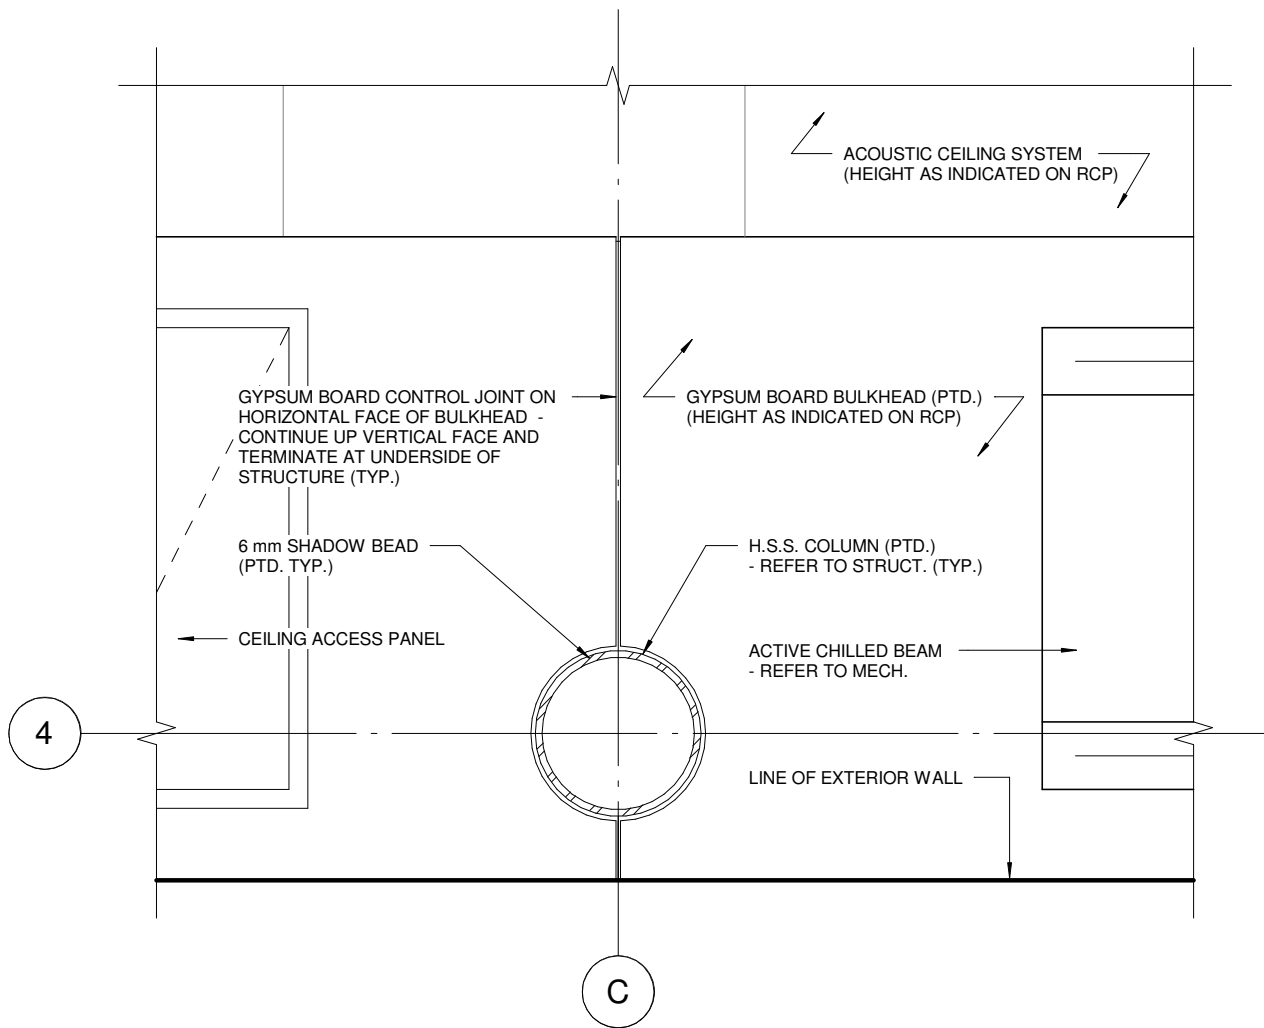 ACOUSTIC CEILING SYSTEM
(HEIGHT AS INDICATED ON RCP)
GYPSUM BOARD CONTROL JOINT ON
HORIZONTAL FACE OF BULKHEAD -
CONTINUE UP VERTICAL FACE AND
TERMINATE AT UNDERSIDE OF
STRUCTURE (TYP.)
GYPSUM BOARD BULKHEAD (PTD.)
(HEIGHT AS INDICATED ON RCP)
6 mm SHADOW BEAD
(PTD. TYP.)
H.S.S. COLUMN (PTD.)
- REFER TO STRUCT. (TYP.)
CEILING ACCESS PANEL
ACTIVE CHILLED BEAM
- REFER TO MECH.
4
LINE OF EXTERIOR WALL
C